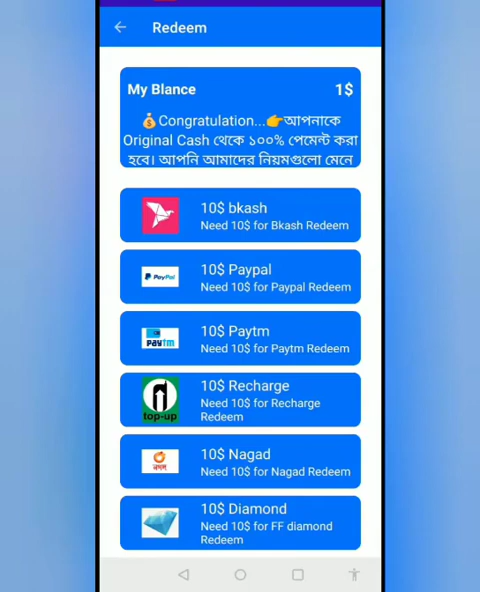 Redeem
My Blance 1$
💰Congratulation...👉আপনাকে
Original Cash থেকে ১০০% পেমেন্ট করা
হবে। আপনি আমাদের নিয়মগুলো মেনে
10$ bkash
Need 10$ for Bkash Redeem
PayPal
10$ Paypal
Need 10$ for Paypal Redeem
Paytm
10$ Paytm
Need 10$ for Paytm Redeem
top-up
10$ Recharge
Need 10$ for Recharge
Redeem
নগদ
10$ Nagad
Need 10$ for Nagad Redeem
10$ Diamond
Need 10$ for FF diamond
Redeem